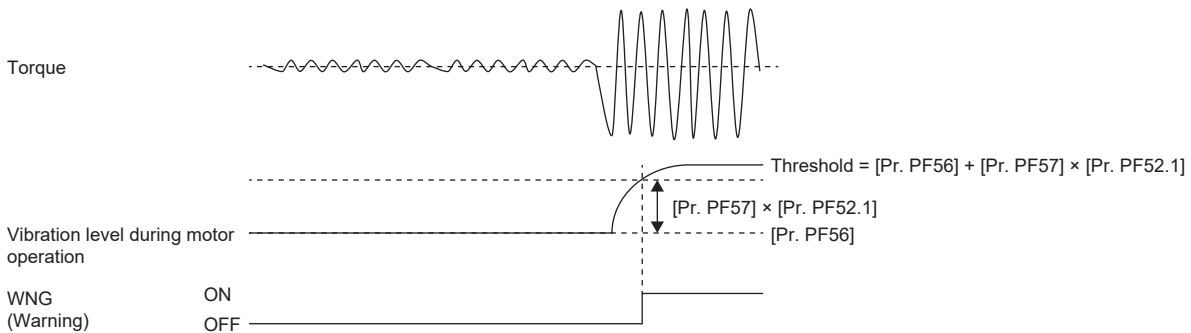 Torque
Threshold = [Pr. PF56] + [Pr. PF57] × [Pr. PF52.1]
[Pr. PF57] × [Pr. PF52.1]
[Pr. PF56]
Vibration level during motor
operation
WNG
(Warning)
ON
OFF